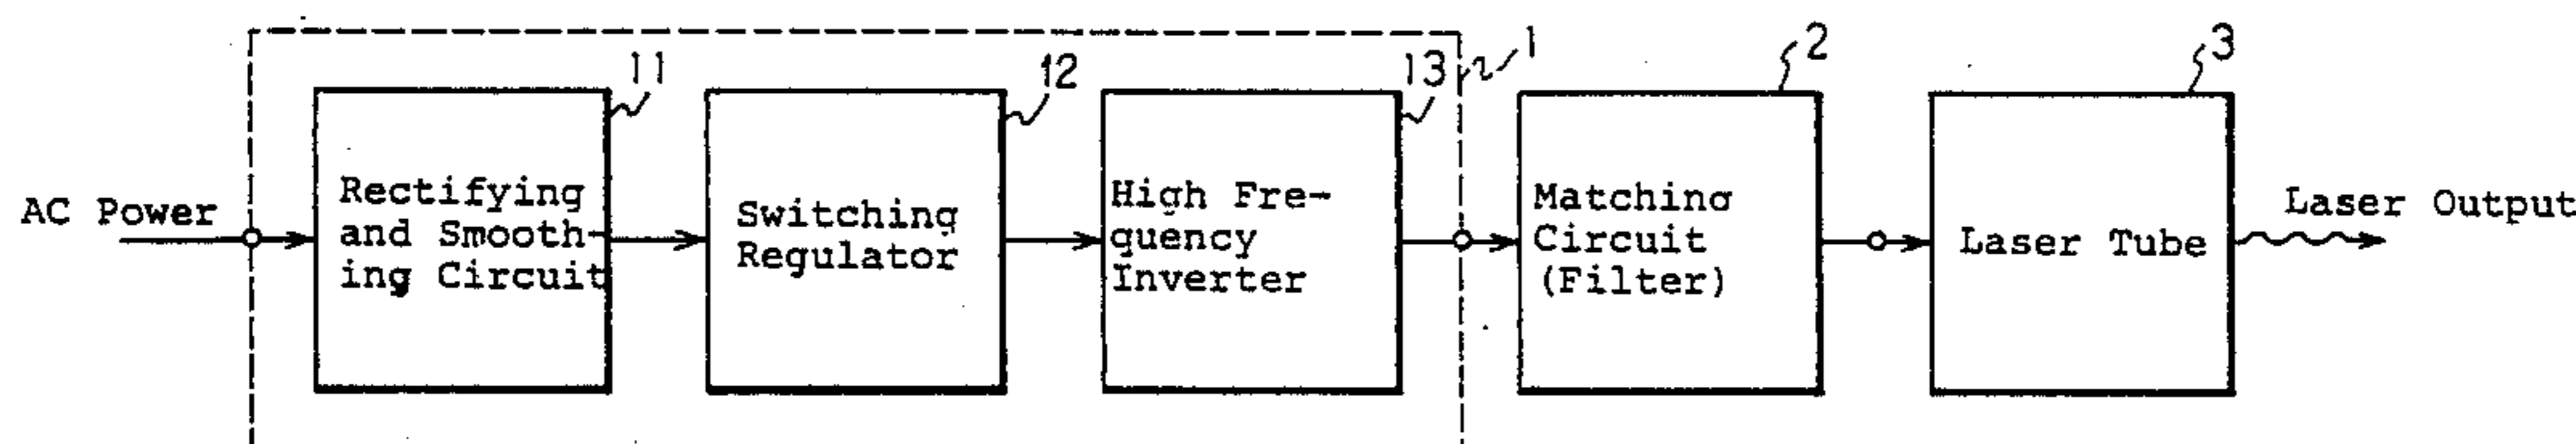 11
12
13
1
2
3
AC Power
Rectifying
and Smooth-
ing Circuit
Switching
Regulator
High Fre-
quency
Inverter
Matching
Circuit
(Filter)
Laser Tube
Laser Output